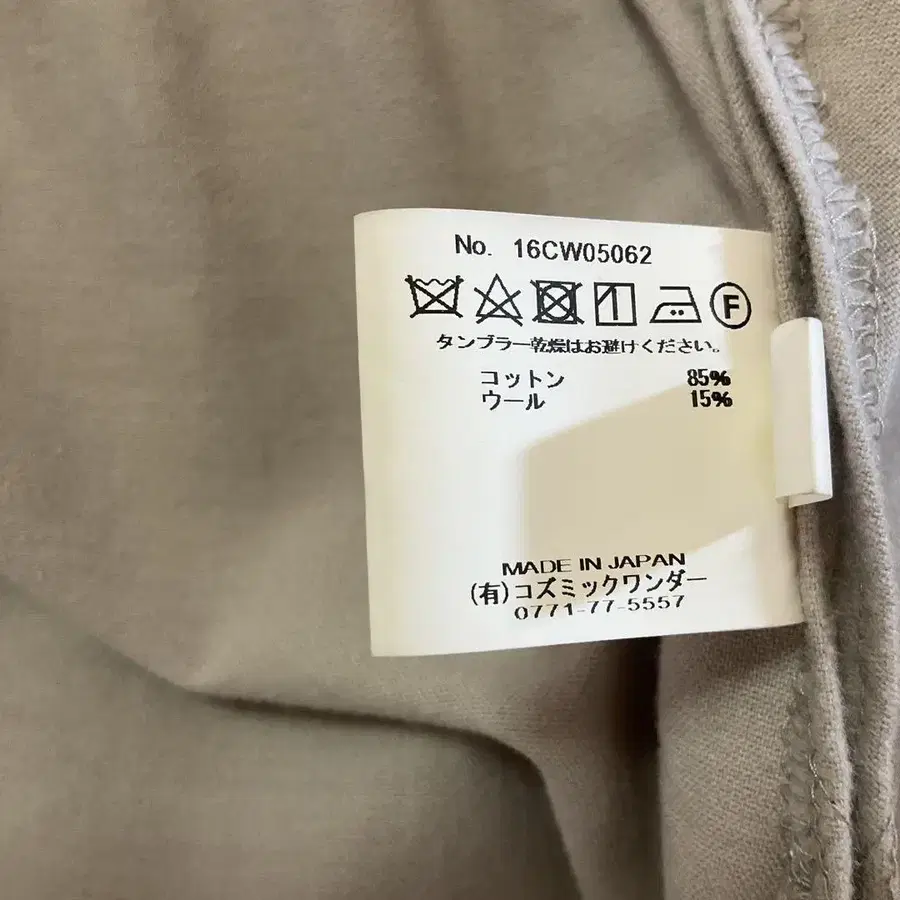 No. 16CW05062
F
タンブラー乾燥はお避けください。
コットン 85%
ウール 15%
MADE IN JAPAN
(有)コズミックワンダー
0771-77-5557